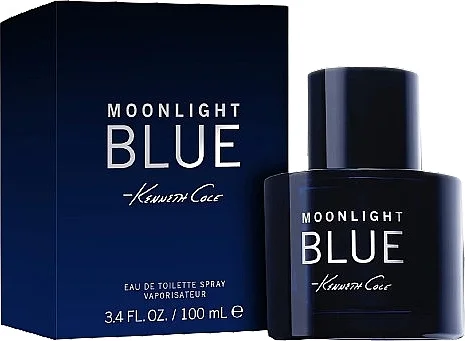 MOONLIGHT
BLUE
Kenneth Cole
EAU DE TOILETTE SPRAY
VAPORISATEUR
3.4 FL.OZ. / 100 mL ℮
MOONLIGHT
BLUE
Kenneth Cole